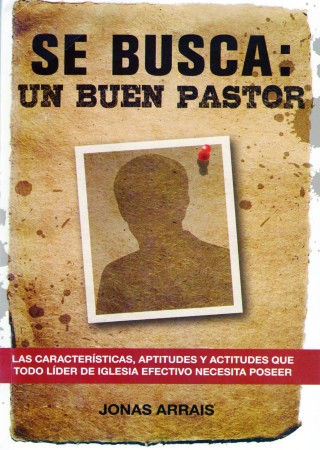 SE BUSCA:
UN BUEN PASTOR
LAS CARACTERÍSTICAS, APTITUDES Y ACTITUDES QUE
TODO LÍDER DE IGLESIA EFECTIVO NECESITA POSEER
JONAS ARRAIS